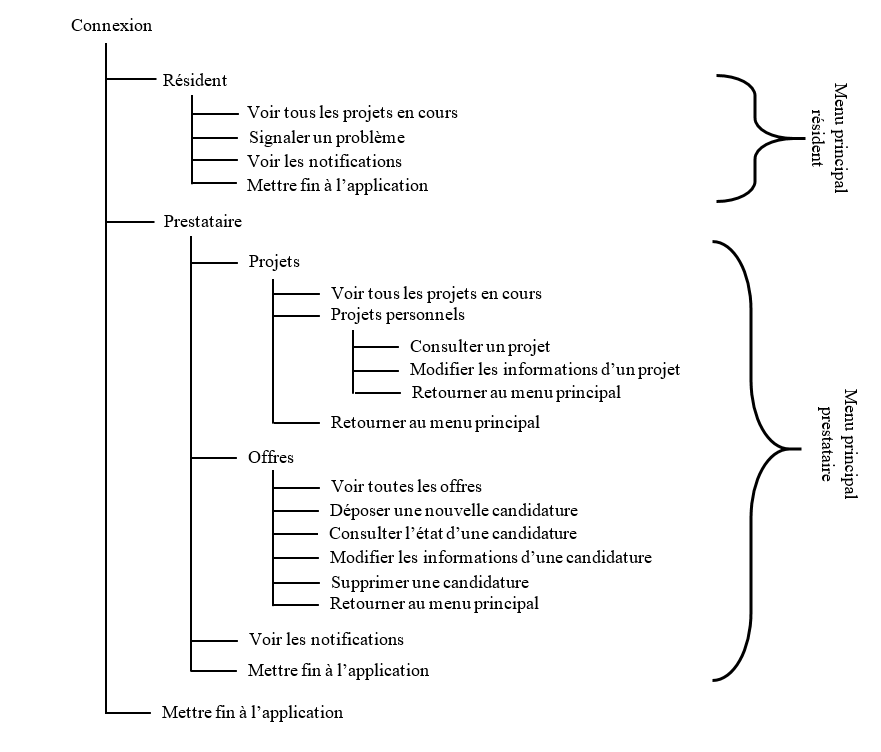 Connexion
Résident
Voir tous les projets en cours
Signaler un problème
Voir les notifications
Mettre fin à l'application
Menu principal
résident
Prestataire
Projets
Voir tous les projets en cours
Projets personnels
Consulter un projet
Modifier les informations d'un projet
Retourner au menu principal
Retourner au menu principal
Offres
Voir toutes les offres
Déposer une nouvelle candidature
Consulter l'état d'une candidature
Modifier les informations d'une candidature
Supprimer une candidature
Retourner au menu principal
Voir les notifications
Mettre fin à l'application
Menu principal
prestataire
Mettre fin à l'application